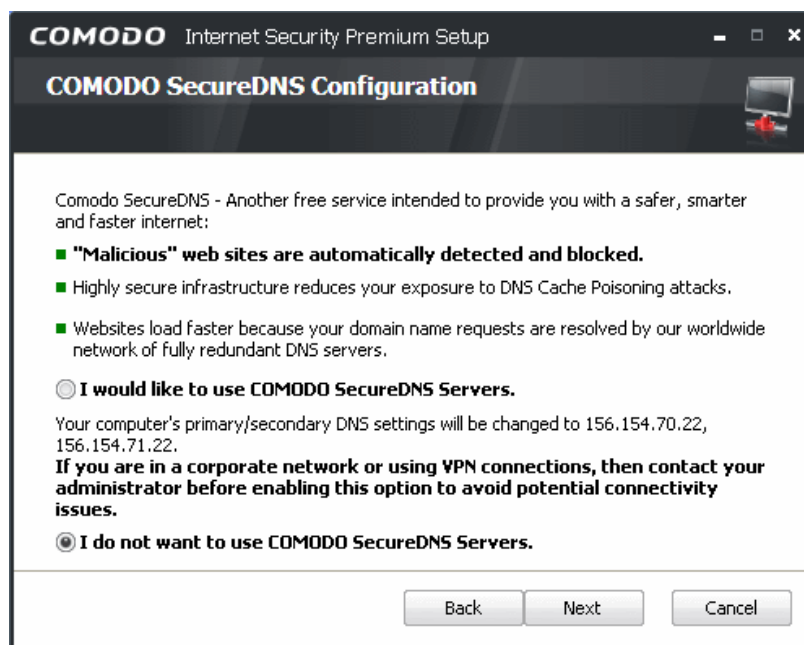 COMODO Internet Security Premium Setup
COMODO SecureDNS Configuration
Comodo SecureDNS - Another free service intended to provide you with a safer, smarter
and faster internet:
"Malicious" web sites are automatically detected and blocked.
Highly secure infrastructure reduces your exposure to DNS Cache Poisoning attacks.
Websites load faster because your domain name requests are resolved by our worldwide
network of fully redundant DNS servers.
I would like to use COMODO SecureDNS Servers.
Your computer's primary/secondary DNS settings will be changed to 156.154.70.22,
156.154.71.22.
If you are in a corporate network or using VPN connections, then contact your
administrator before enabling this option to avoid potential connectivity
issues.
I do not want to use COMODO SecureDNS Servers.
Back Next Cancel